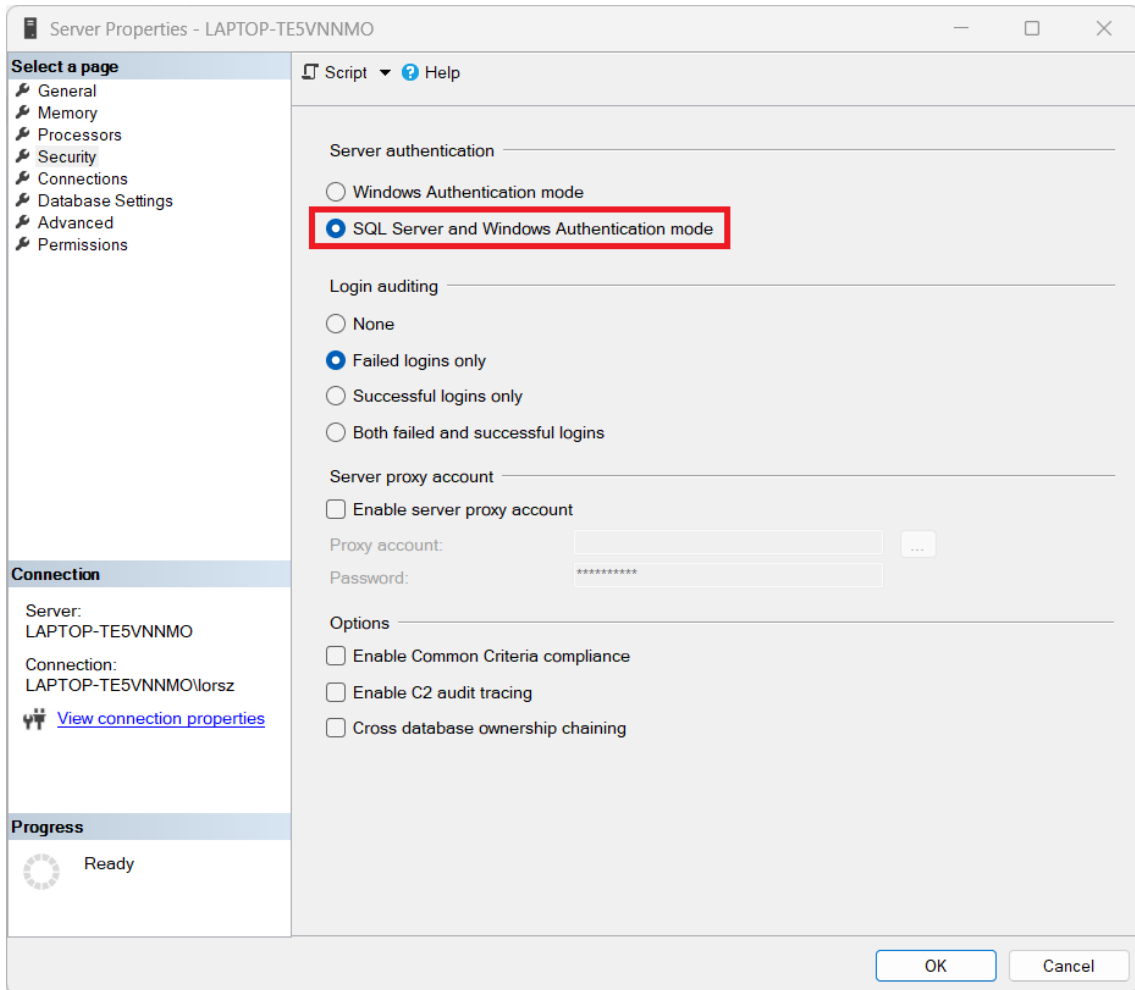 Server Properties - LAPTOP-TE5VNNMO
Select a page
General
Memory
Processors
Security
Connections
Database Settings
Advanced
Permissions
Script
Help
Server authentication
Windows Authentication mode
SQL Server and Windows Authentication mode
Login auditing
None
Failed logins only
Successful logins only
Both failed and successful logins
Server proxy account
Enable server proxy account
Proxy account:
...
Password:
**********
Options
Enable Common Criteria compliance
Enable C2 audit tracing
Cross database ownership chaining
Connection
Server:
LAPTOP-TE5VNNMO
Connection:
LAPTOP-TE5VNNMO\lorsz
View connection properties
Progress
Ready
OK
Cancel